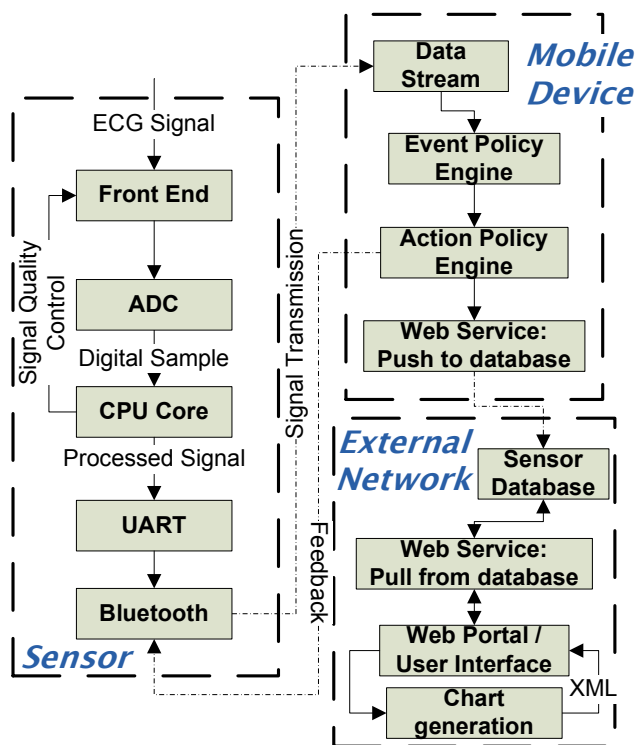 ECG Signal
Front End
ADC
Digital Sample
CPU Core
Processed Signal
UART
Bluetooth
Sensor
Signal Quality
Control
Signal Transmission
Feedback
Mobile
Device
Data
Stream
Event Policy
Engine
Action Policy
Engine
Web Service:
Push to database
External
Network
Sensor
Database
Web Service:
Pull from database
Web Portal /
User Interface
XML
Chart
generation